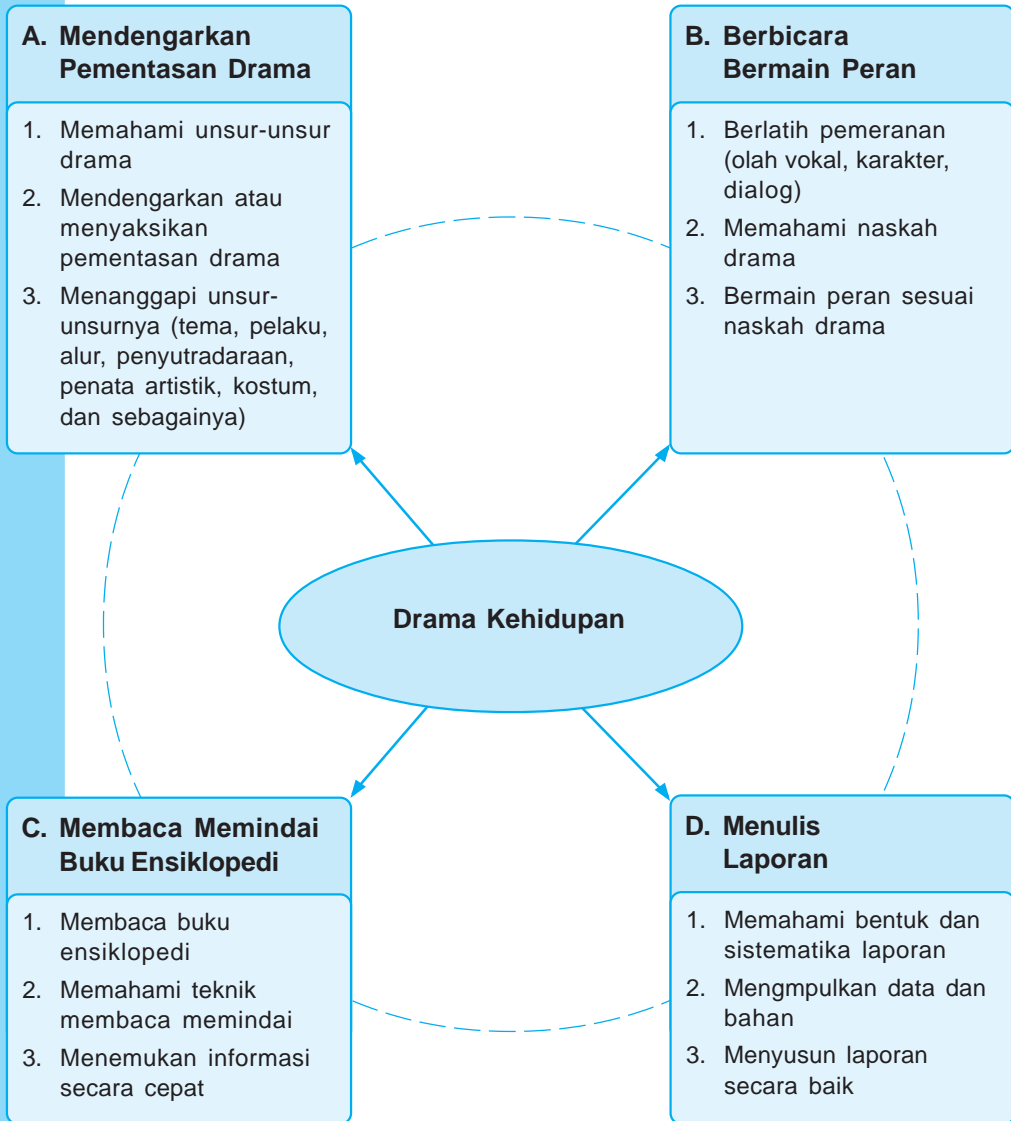 A. Mendengarkan
Pementasan Drama
1. Memahami unsur-unsur
drama
2. Mendengarkan atau
menyaksikan
pementasan drama
3. Menanggapi unsur-
unsurnya (tema, pelaku,
alur, penyutradaraan,
penata artistik, kostum,
dan sebagainya)
B. Berbicara
Bermain Peran
1. Berlatih pemeranan
(olah vokal, karakter,
dialog)
2. Memahami naskah
drama
3. Bermain peran sesuai
naskah drama
Drama Kehidupan
C. Membaca Memindai
Buku Ensiklopedi
1. Membaca buku
ensiklopedi
2. Memahami teknik
membaca memindai
3. Menemukan informasi
secara cepat
D. Menulis
Laporan
1. Memahami bentuk dan
sistematika laporan
2. Mengmpulkan data dan
bahan
3. Menyusun laporan
secara baik